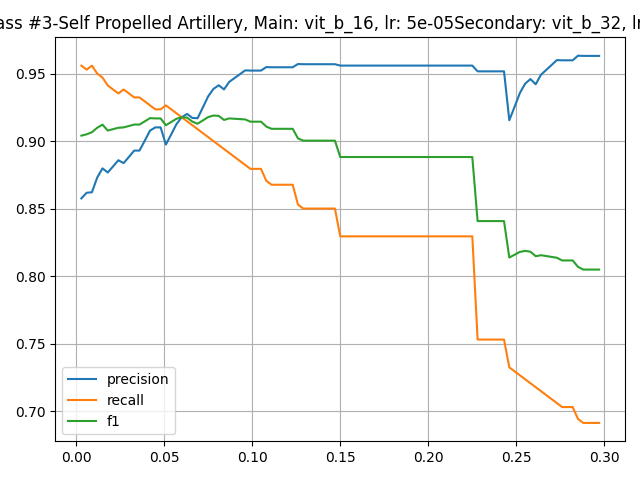 #3-Self Propelled Artillery, Main: vit_b_16, lr: 5e-05Secondary: vit_b_32,
0.95
0.90
0.85
0.80
0.75
0.70
precision
recall
f1
0.00 0.05 0.10 0.15 0.20 0.25 0.30